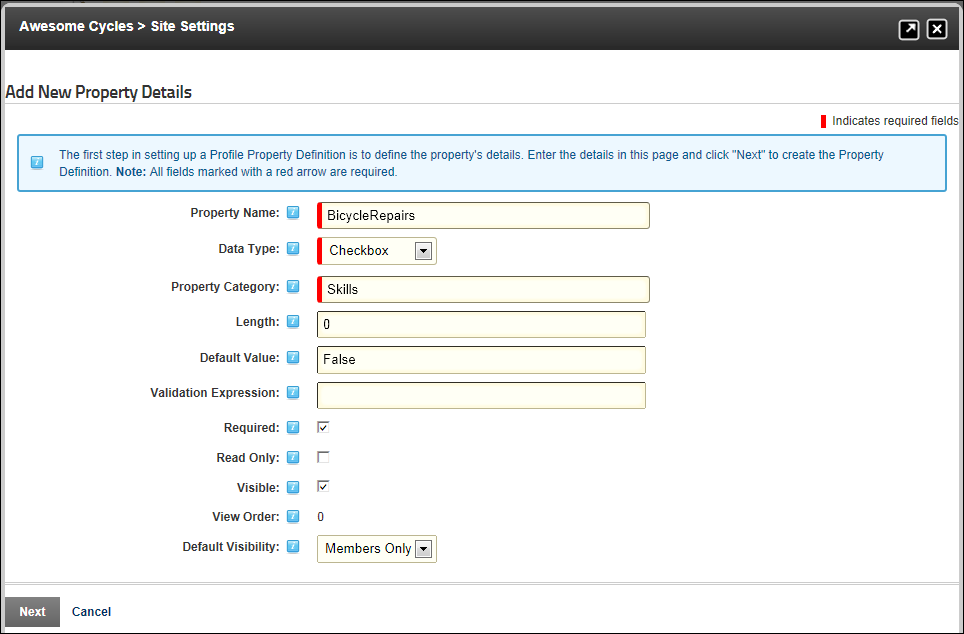 Awesome Cycles > Site Settings
Add New Property Details
Indicates required fields
The first step in setting up a Profile Property Definition is to define the property's details. Enter the details in this page and click "Next" to create the Property
Definition. Note: All fields marked with a red arrow are required.
Property Name: BicycleRepairs
Data Type: Checkbox
Property Category: Skills
Length: 0
Default Value: False
Validation Expression:
Required:
Read Only:
Visible:
View Order: 0
Default Visibility: Members Only
Next Cancel